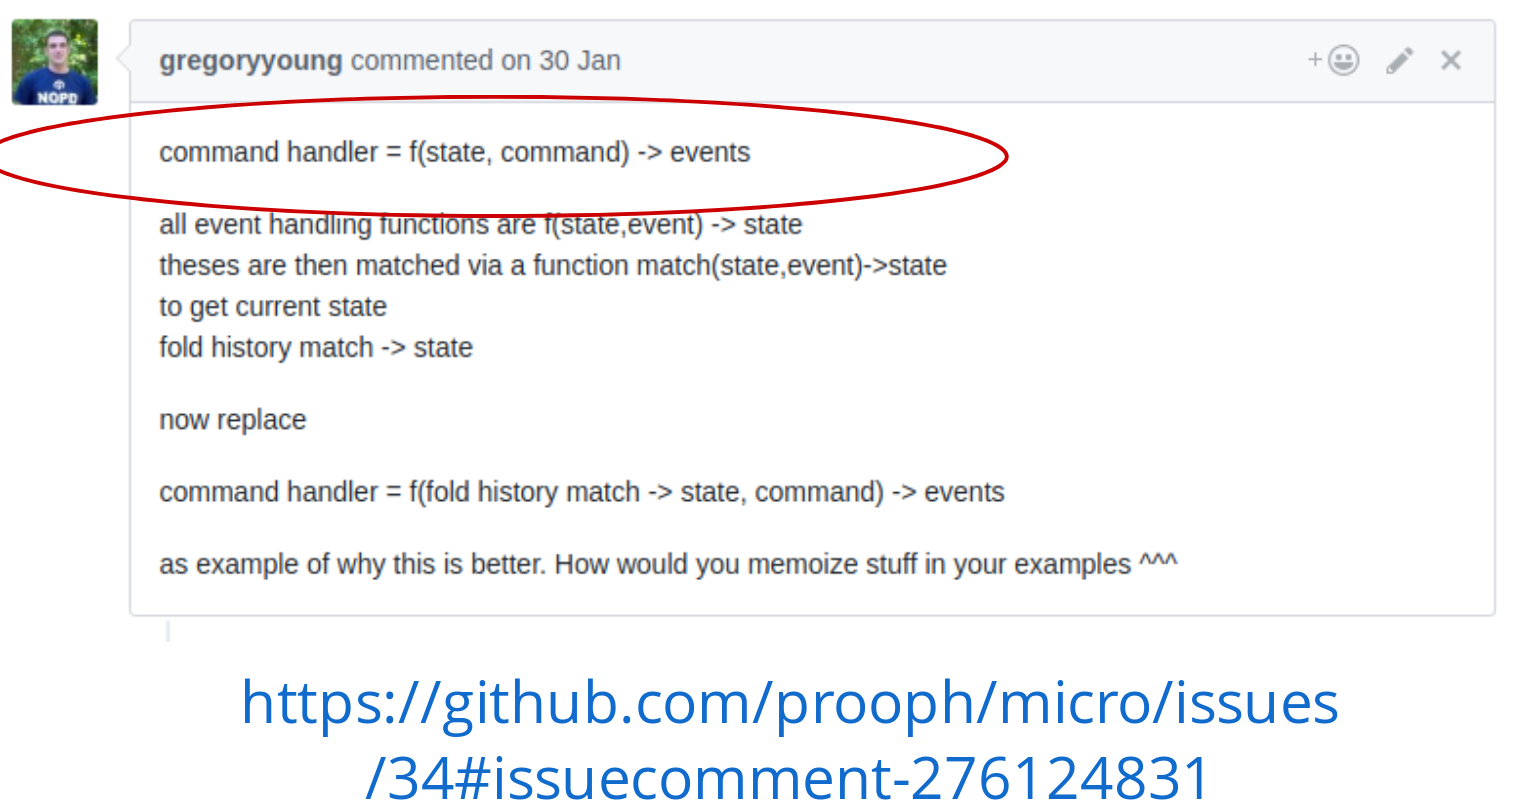 gregoryyoung commented on 30 Jan
+
NOPD
command handler = f(state, command) -> events
all event handling functions are f(state,event) -> state
theses are then matched via a function match(state,event)->state
to get current state
fold history match -> state
now replace
command handler = f(fold history match -> state, command) -> events
as example of why this is better. How would you memoize stuff in your examples ^^^
https://github.com/prooph/micro/issues
/34#issuecomment-276124831